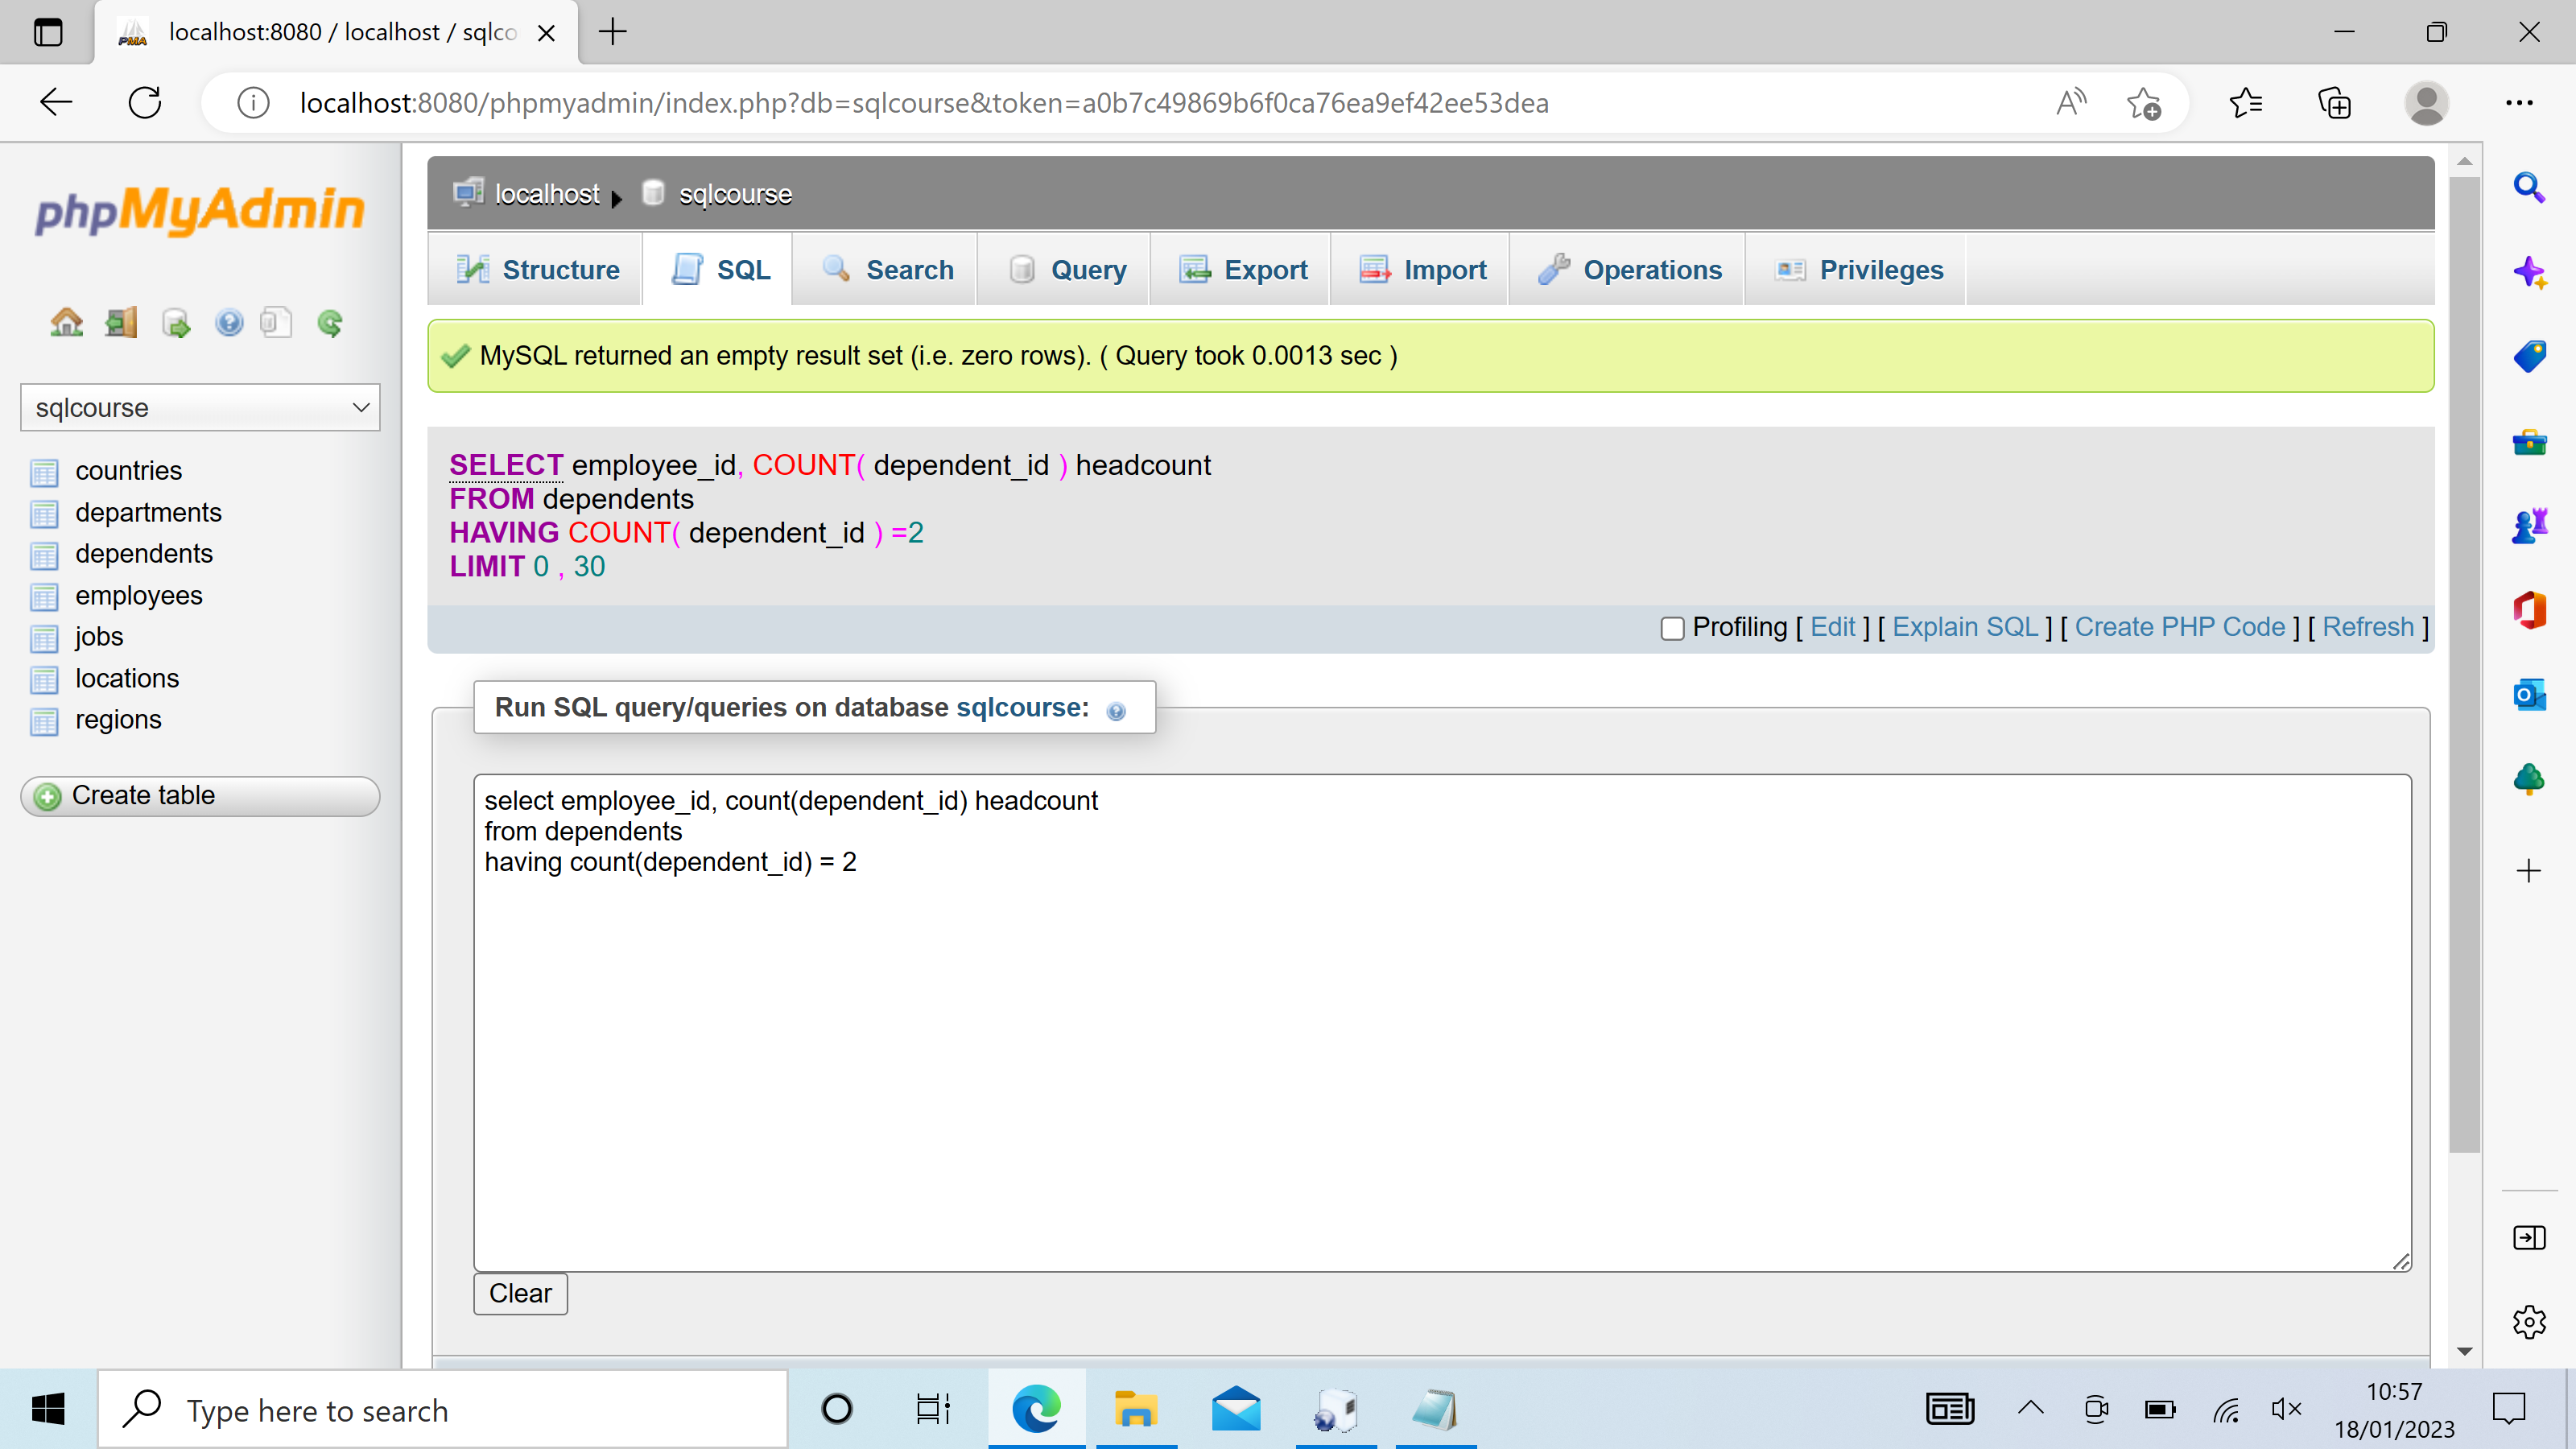 localhost:8080 / localhost / sqlco
localhost:8080/phpmyadmin/index.php?db=sqlcourse&token=a0b7c49869b6f0ca76ea9ef42ee53dea
phpMyAdmin
sqlcourse
countries
departments
dependents
employees
jobs
locations
regions
Create table
localhost sqlcourse
Structure SQL Search Query Export Import Operations Privileges
MySQL returned an empty result set (i.e. zero rows). ( Query took 0.0013 sec )
SELECT employee_id, COUNT( dependent_id ) headcount
FROM dependents
HAVING COUNT( dependent_id ) =2
LIMIT 0 , 30
Profiling [ Edit ] [ Explain SQL ] [ Create PHP Code ] [ Refresh ]
Run SQL query/queries on database sqlcourse:
select employee_id, count(dependent_id) headcount
from dependents
having count(dependent_id) = 2
Clear
Type here to search
10:57
18/01/2023